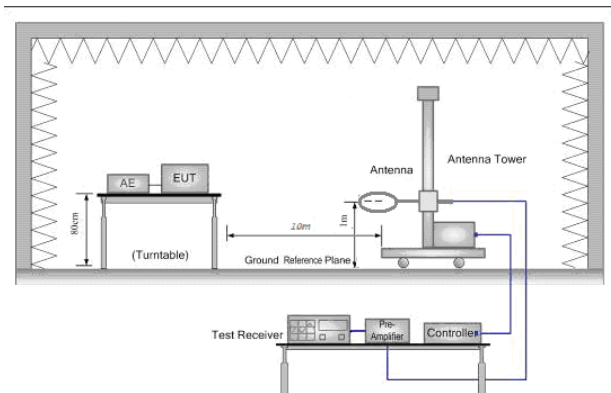 Antenna Tower
Antenna
AE
EUT
80cm
10m
1m
(Turntable)
Ground Reference Plane
Test Receiver
Pre-
Amplifier
Controller